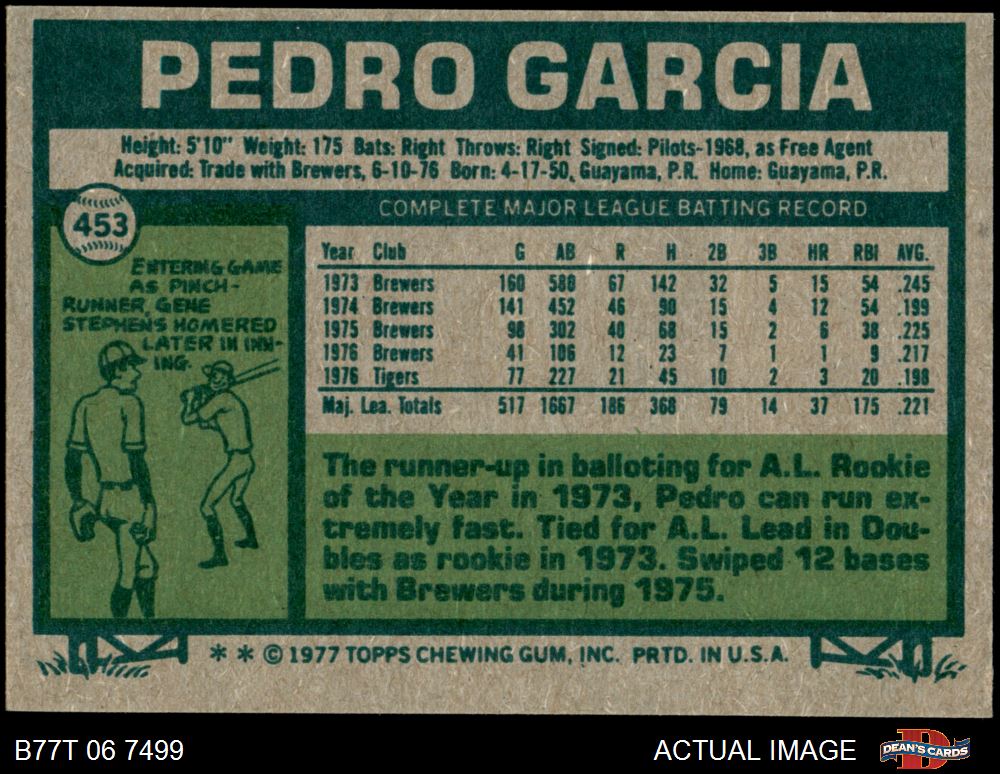 PEDRO GARCIA
Height: 5'10" Weight: 175 Bats: Right Throws: Right Signed: Pilots-1968, as Free Agent
Acquired: Trade with Brewers, 6-10-76 Born: 4-17-50, Guayama, P.R. Home: Guayama, P.R.
453
COMPLETE MAJOR LEAGUE BATTING RECORD
Year Club G AB R H 2B 3B HR RBI AVG.
1973 Brewers 160 580 67 142 32 5 15 54 .245
1974 Brewers 141 452 46 90 15 4 12 54 .199
1975 Brewers 98 302 40 68 15 2 6 38 .225
1976 Brewers 41 106 12 23 7 1 1 9 .217
1976 Tigers 77 227 21 45 10 2 3 20 .198
Maj. Lea. Totals 517 1667 186 368 79 14 37 175 .221
ENTERING GAME
AS PINCH-
RUNNER, GENE
STEPHENS HOMERED
LATER IN INN-
ING.
The runner-up in balloting for A.L. Rookie
of the Year in 1973, Pedro can run ex-
tremely fast. Tied for A.L. Lead in Dou-
bles as rookie in 1973. Swiped 12 bases
with Brewers during 1975.
* * © 1977 TOPPS CHEWING GUM, INC. PRTD. IN U.S.A.
B77T 06 7499
ACTUAL IMAGE
DEAN'S CARDS